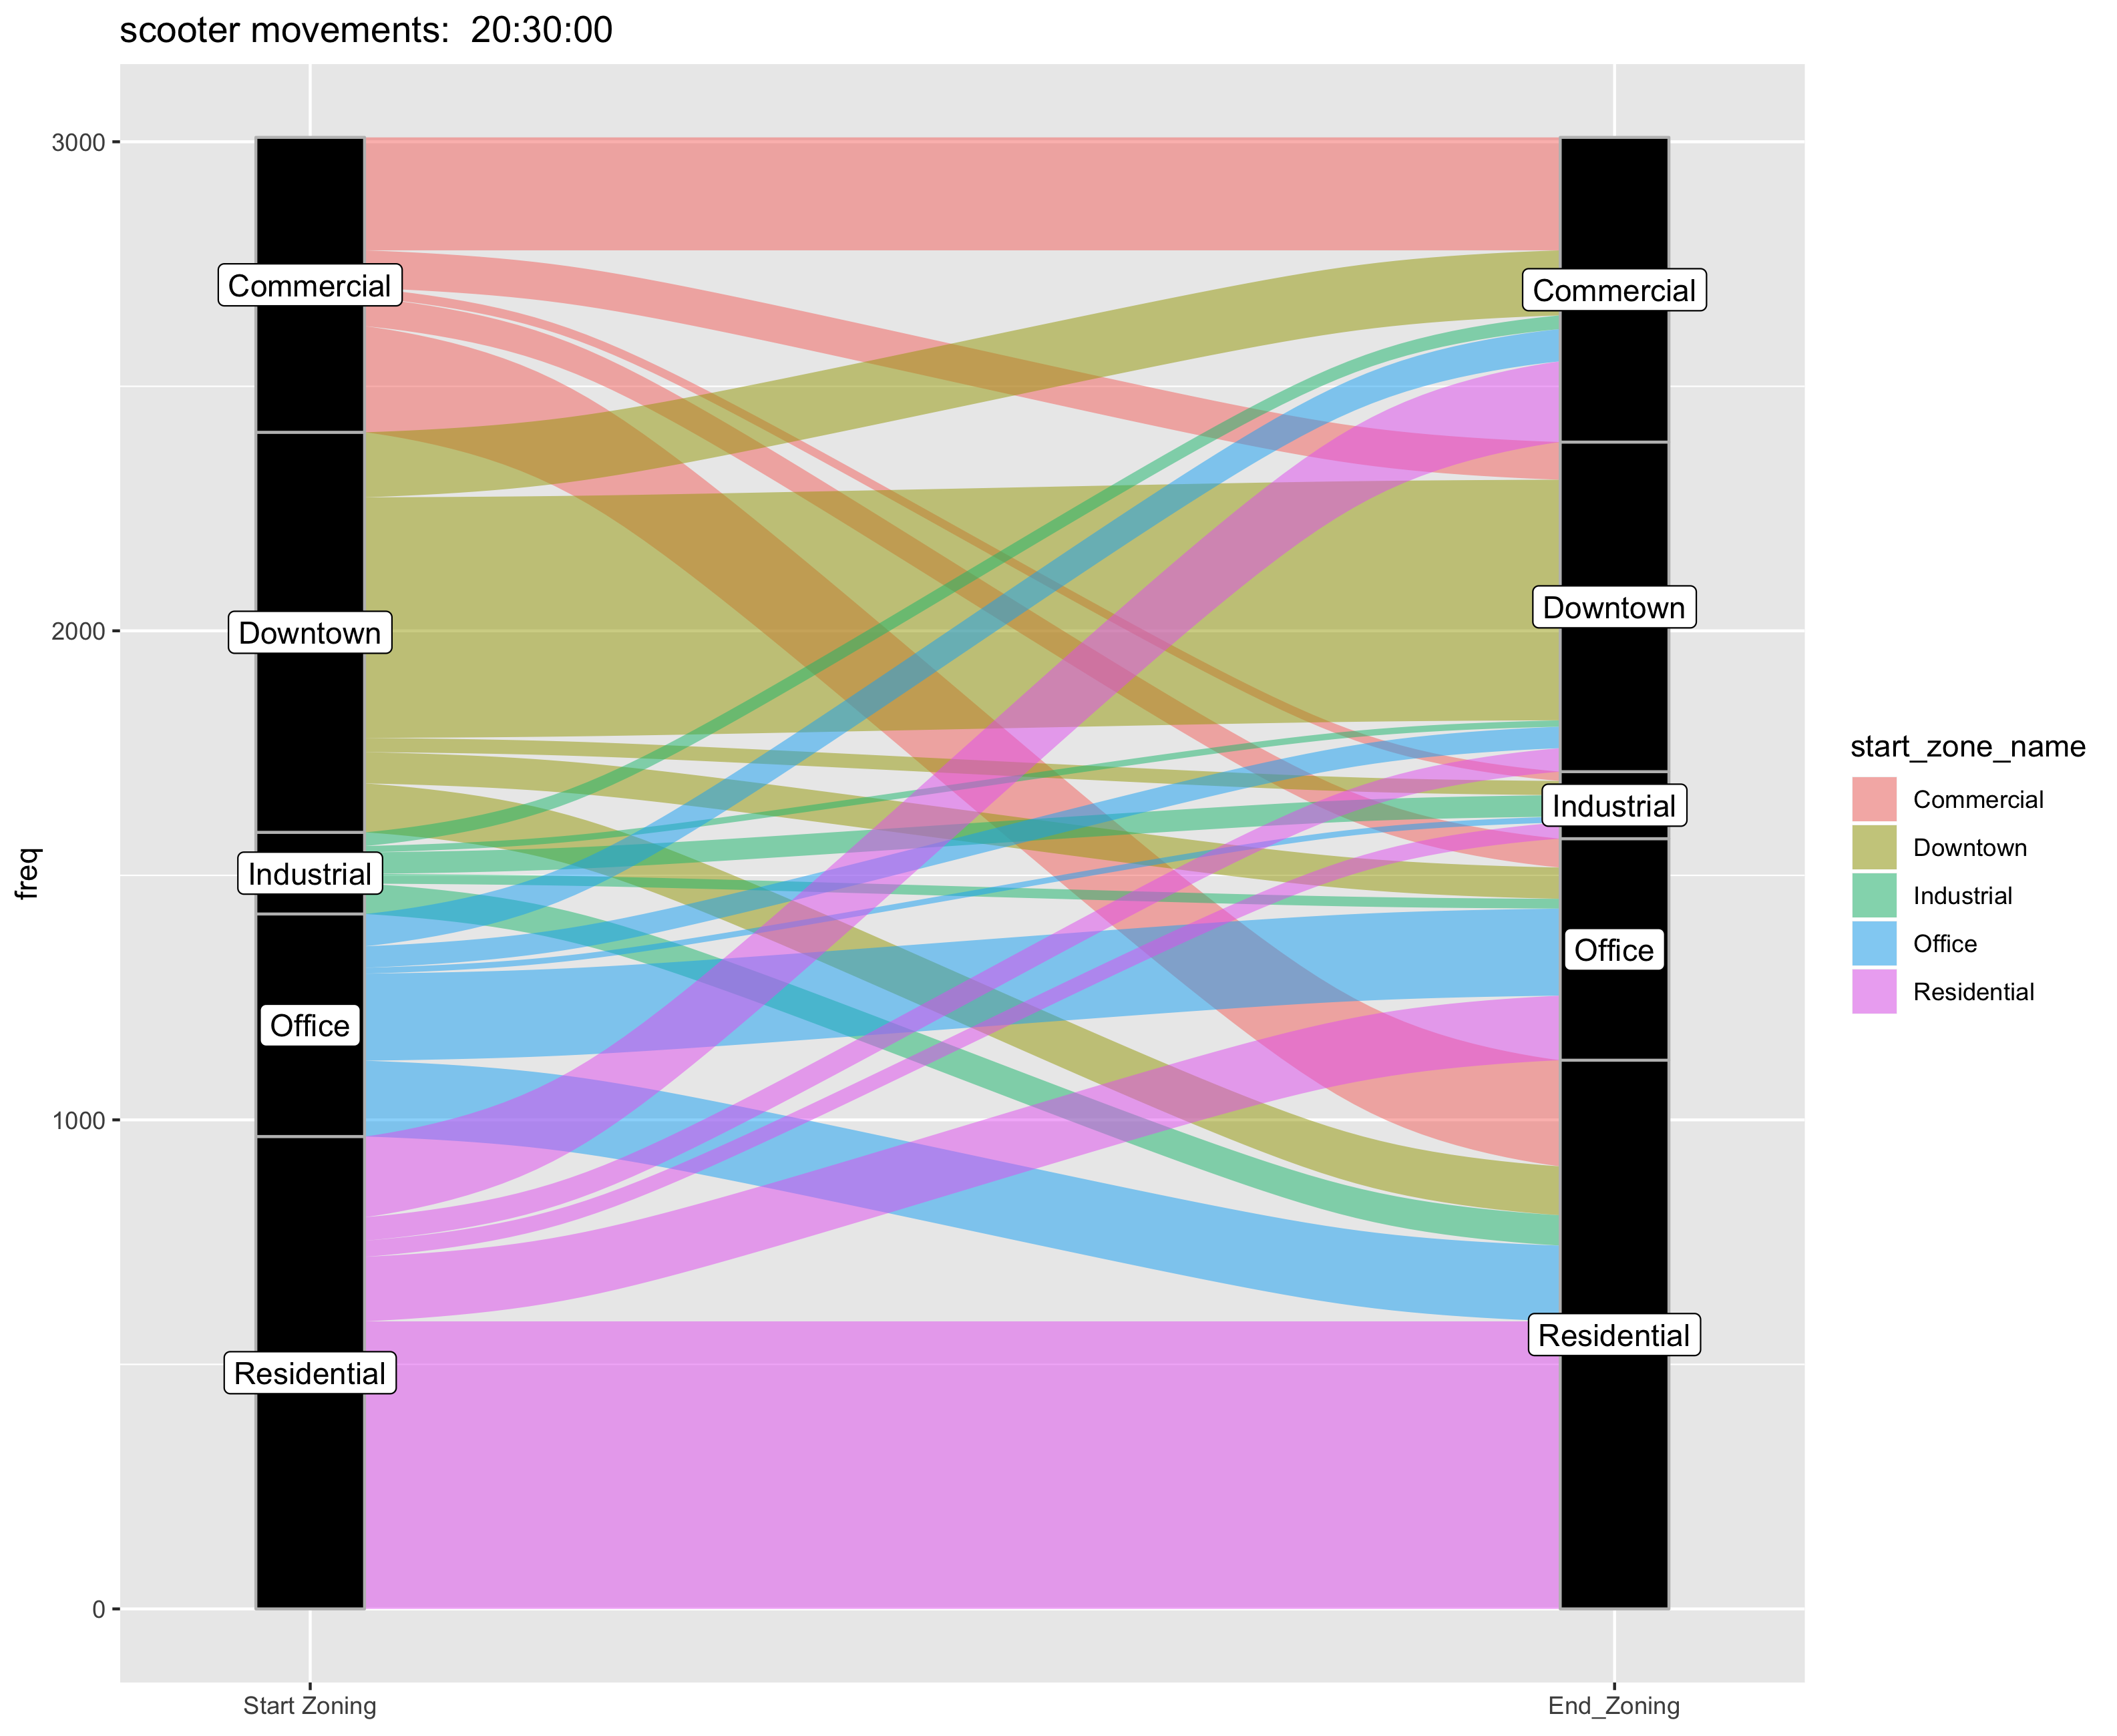 scooter movements:  20:30:00
3000
2000
1000
0
freq
Commercial
Downtown
Industrial
Office
Residential
Commercial
Downtown
Industrial
Office
Residential
Start Zoning
End_Zoning
start_zone_name
Commercial
Downtown
Industrial
Office
Residential